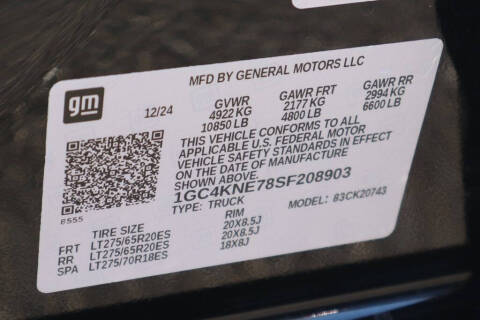 MFD BY GENERAL MOTORS LLC
gm
12/24
GVWR GAWR FRT GAWR RR
4922 KG 2177 KG 2994 KG
10850 LB 4800 LB 6600 LB
THIS VEHICLE CONFORMS TO ALL
APPLICABLE U.S. FEDERAL MOTOR
VEHICLE SAFETY STANDARDS IN EFFECT
ON THE DATE OF MANUFACTURE
SHOWN ABOVE.
1GC4KNE78SF208903
TYPE: TRUCK MODEL: 83CK20743
8555
TIRE SIZE RIM
FRT LT275/65R20ES 20X8.5J
RR LT275/65R20ES 20X8.5J
SPA LT275/70R18ES 18X8J